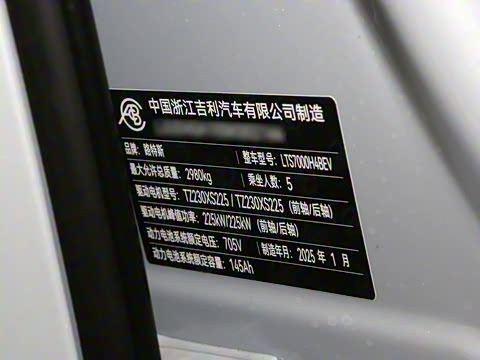 中国浙江吉利汽车有限公司制造
品牌: 路特斯 整车型号: LTS7000H4BEV
最大允许总质量: 2980kg 乘坐人数: 5
驱动电机型号: TZ230XS225 / TZ230XS225 (前轴/后轴)
驱动电机峰值功率: 225kW/225kW (前轴/后轴)
动力电池系统额定电压: 705V 制造年月: 2025 年 1 月
动力电池系统额定容量: 145Ah